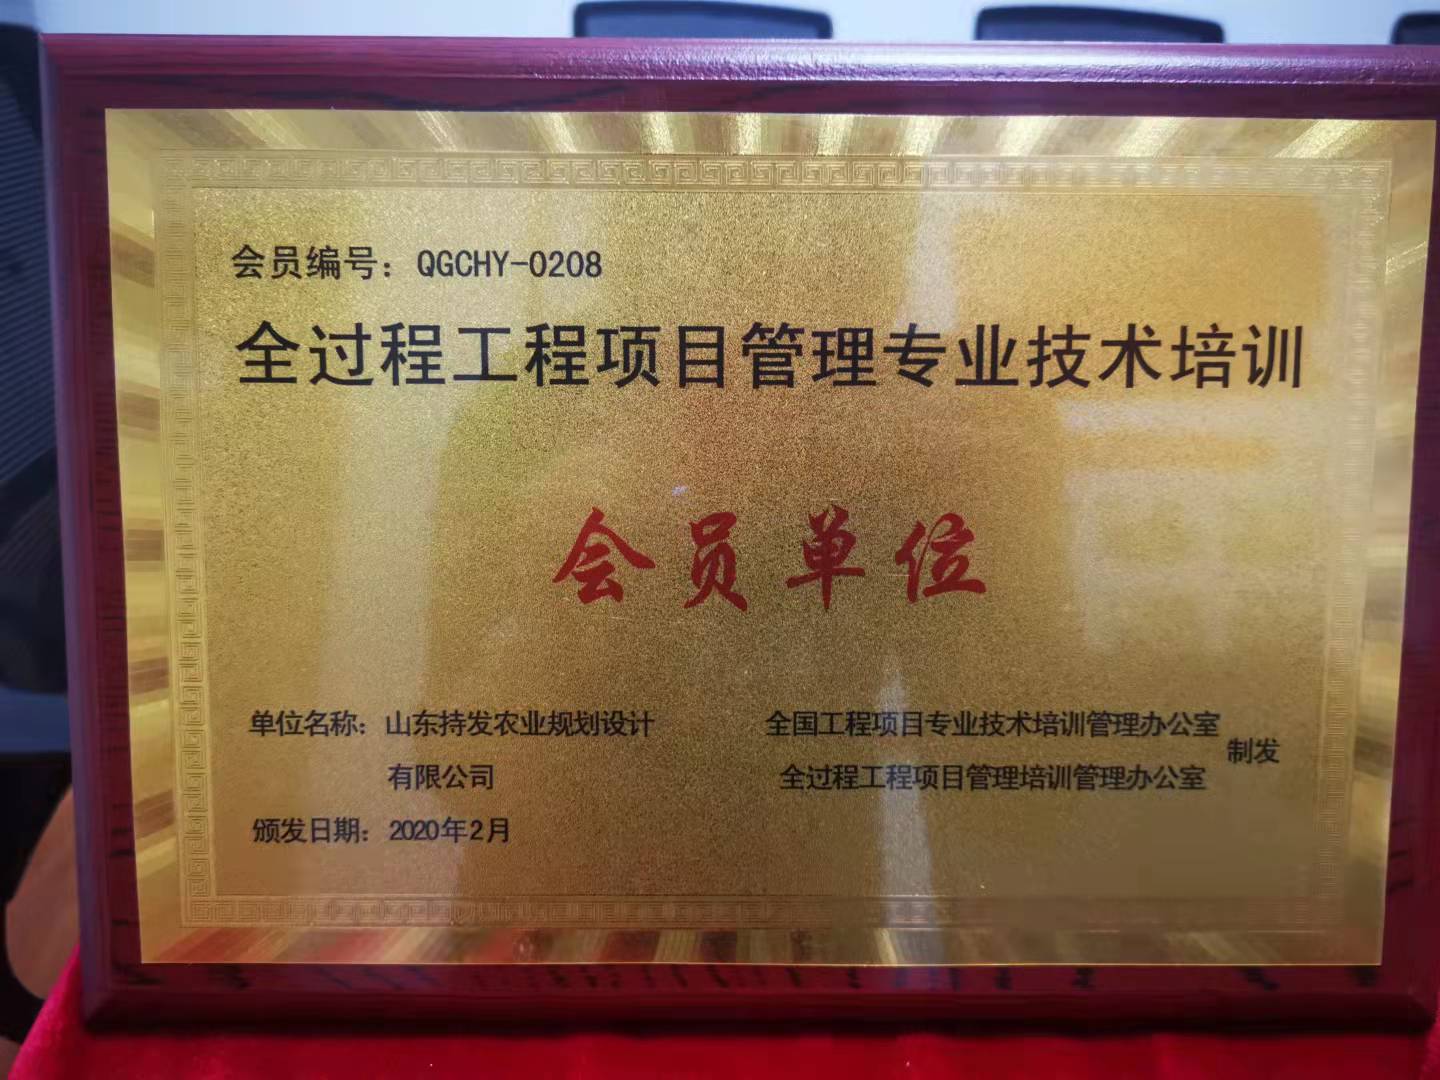 会员编号：QGCHY-0208
全过程工程项目管理专业技术培训
会员单位
单位名称：山东持发农业规划设计
有限公司
颁发日期：2020年2月
全国工程项目专业技术培训管理办公室
全过程工程项目管理培训管理办公室
制发